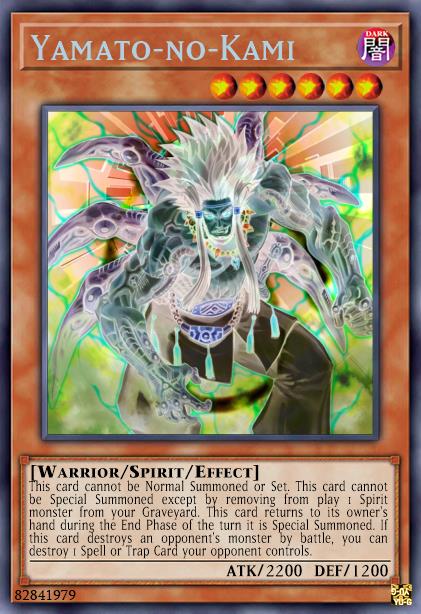 Yamato-no-Kami
DARK
闇
[Warrior/Spirit/Effect]
This card cannot be Normal Summoned or Set. This card cannot
be Special Summoned except by removing from play 1 Spirit
monster from your Graveyard. This card returns to its owner's
hand during the End Phase of the turn it is Special Summoned. If
this card destroys an opponent's monster by battle, you can
destroy 1 Spell or Trap Card your opponent controls.
ATK/2200 DEF/1200
82841979